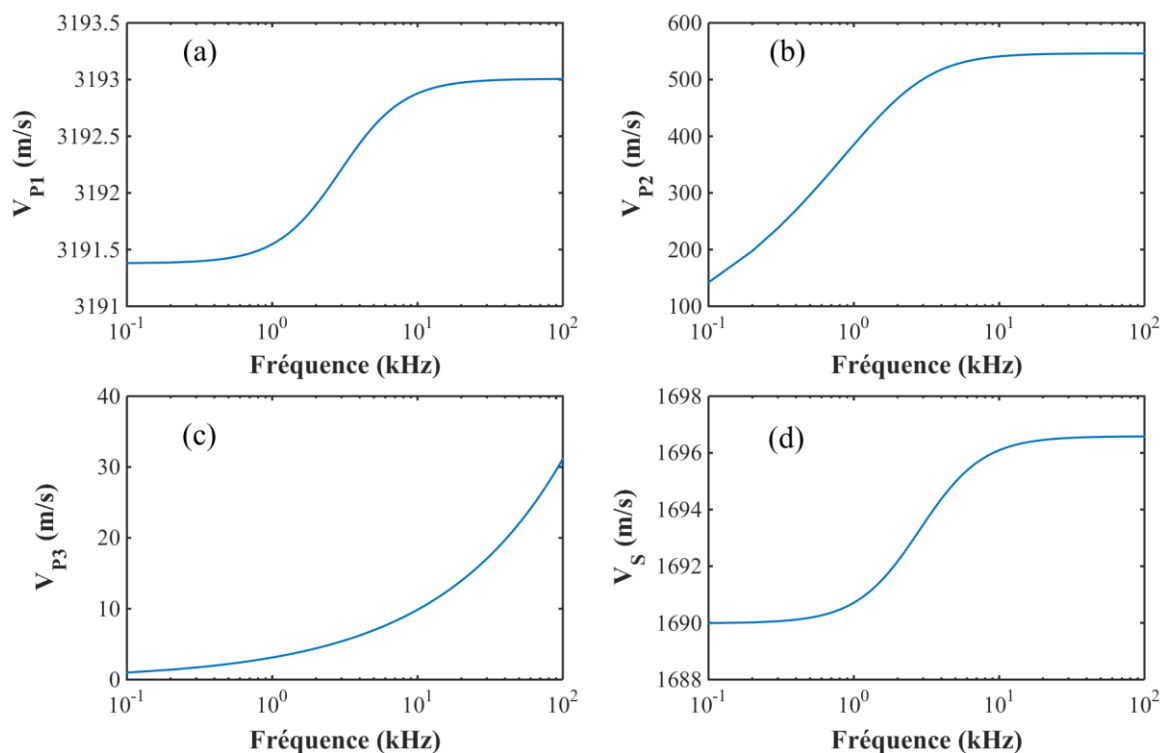 (a)
V_P1 (m/s)
3193.5
3193
3192.5
3192
3191.5
3191
10^-1 10^0 10^1 10^2
Fréquence (kHz)
(b)
V_P2 (m/s)
600
500
400
300
200
100
10^-1 10^0 10^1 10^2
Fréquence (kHz)
(c)
V_P3 (m/s)
40
30
20
10
0
10^-1 10^0 10^1 10^2
Fréquence (kHz)
(d)
V_S (m/s)
1698
1696
1694
1692
1690
1688
10^-1 10^0 10^1 10^2
Fréquence (kHz)